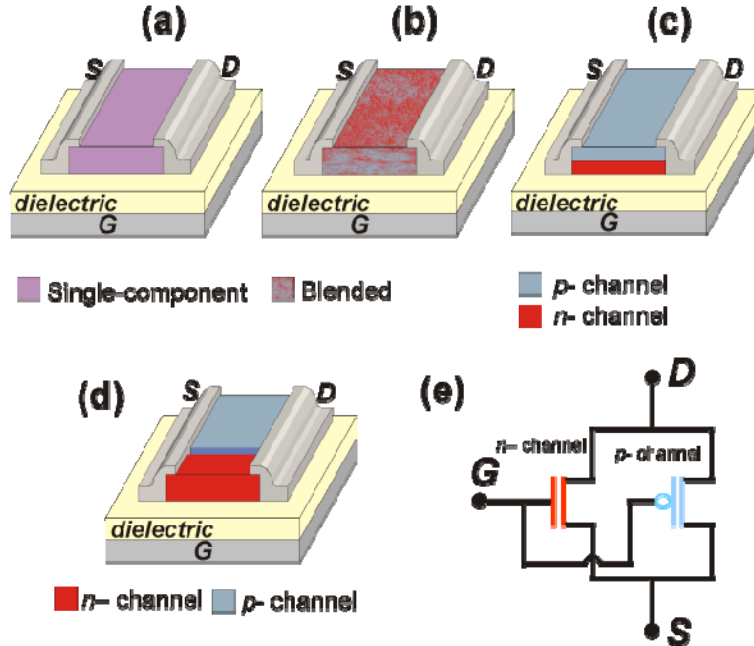 (a)
S
D
dielectric
G
(b)
S
D
dielectric
G
(c)
S
D
dielectric
G
Single-component
Blended
p- channel
n- channel
(d)
S
D
dielectric
G
n- channel
p- channel
(e)
D
n- channel
p- channel
G
S